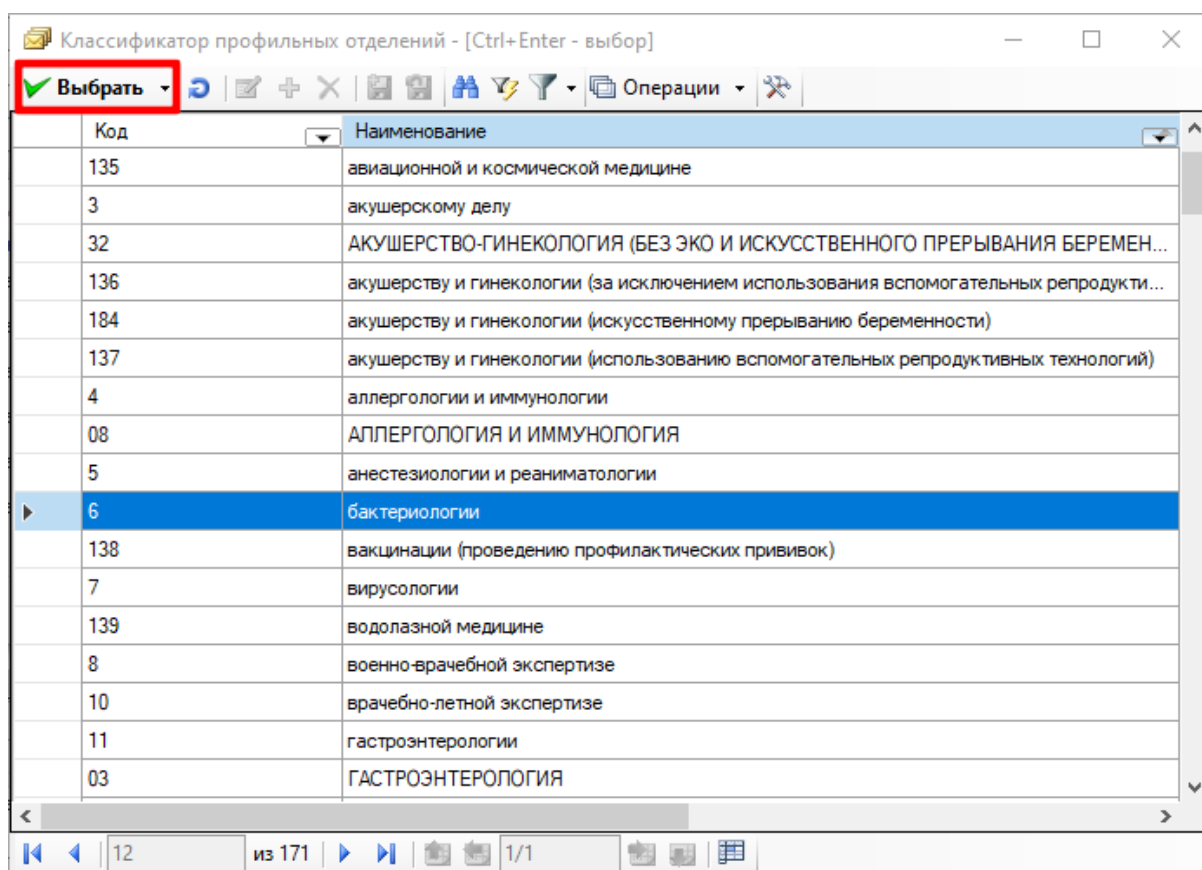 Классификатор профильных отделений - [Ctrl+Enter - выбор]
Выбрать Операции
Код Наименование
135 авиационной и космической медицине
3 акушерскому делу
32 АКУШЕРСТВО-ГИНЕКОЛОГИЯ (БЕЗ ЭКО И ИСКУССТВЕННОГО ПРЕРЫВАНИЯ БЕРЕМЕН...
136 акушерству и гинекологии (за исключением использования вспомогательных репродукти...
184 акушерству и гинекологии (искусственному прерыванию беременности)
137 акушерству и гинекологии (использованию вспомогательных репродуктивных технологий)
4 аллергологии и иммунологии
08 АЛЛЕРГОЛОГИЯ И ИММУНОЛОГИЯ
5 анестезиологии и реаниматологии
6 бактериологии
138 вакцинации (проведению профилактических прививок)
7 вирусологии
139 водолазной медицине
8 военно-врачебной экспертизе
10 врачебно-летной экспертизе
11 гастроэнтерологии
03 ГАСТРОЭНТЕРОЛОГИЯ
12 из 171 1/1